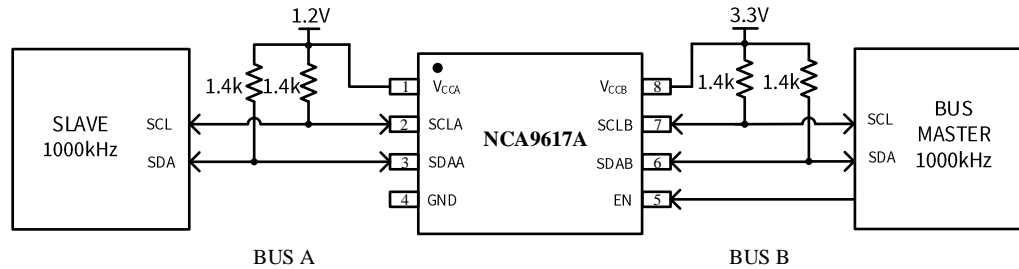 1.2V
3.3V
1.4k
1.4k
1.4k
1.4k
SLAVE
1000kHz
SCL
SDA
1
2
3
4
VCCA
SCLA
SDAA
GND
NCA9617A
VCCB
SCLB
SDAB
EN
8
7
6
5
SCL
SDA
BUS
MASTER
1000kHz
BUS A
BUS B